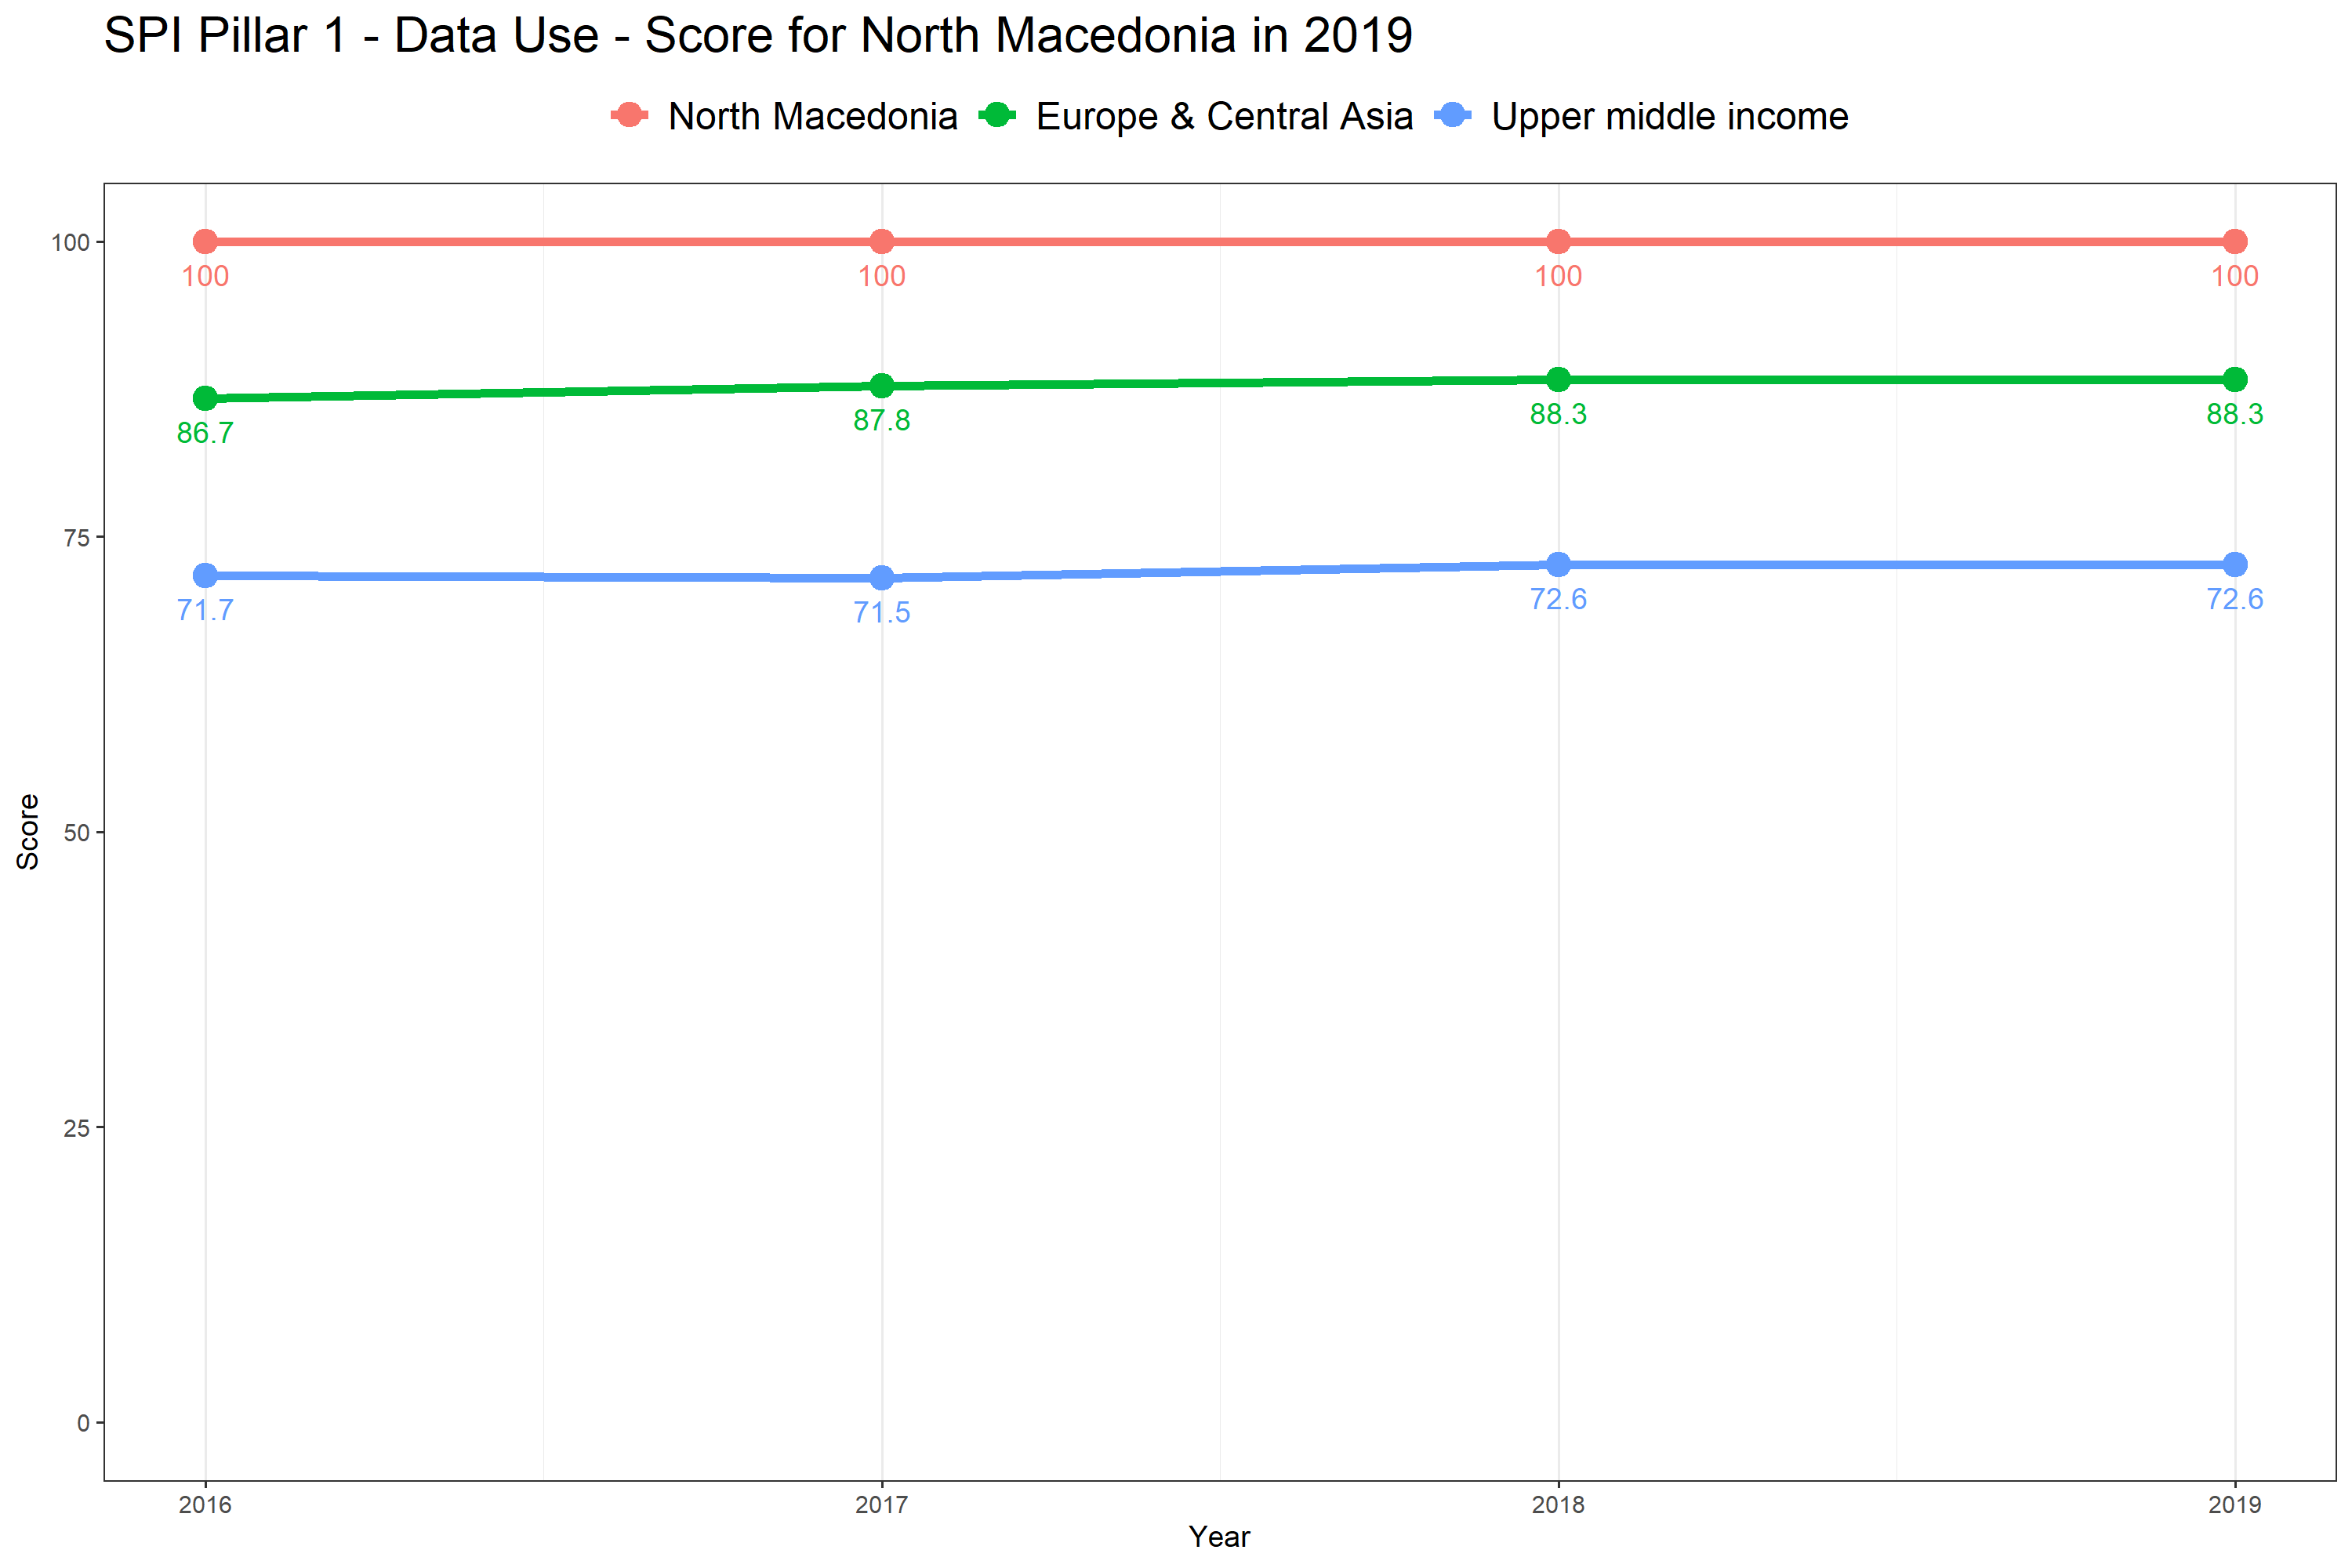 SPI Pillar 1 - Data Use - Score for North Macedonia in 2019
North Macedonia Europe & Central Asia Upper middle income
100
100 100 100 100
86.7 87.8 88.3 88.3
75
71.7 71.5 72.6 72.6
50
Score
25
0
2016 2017 2018 2019
Year